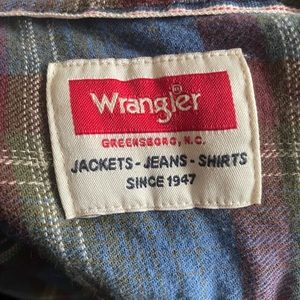 Wrangler
GREENSBORO, N.C.
JACKETS - JEANS - SHIRTS
SINCE 1947